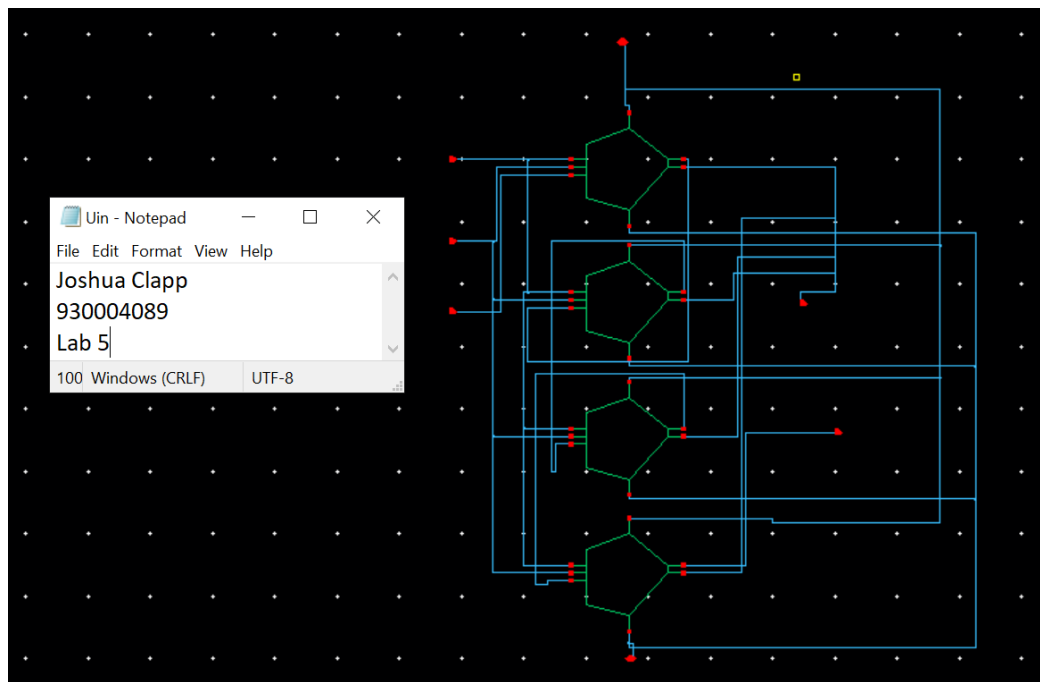 Uin - Notepad
File Edit Format View Help
Joshua Clapp
930004089
Lab 5
100 Windows (CRLF) UTF-8